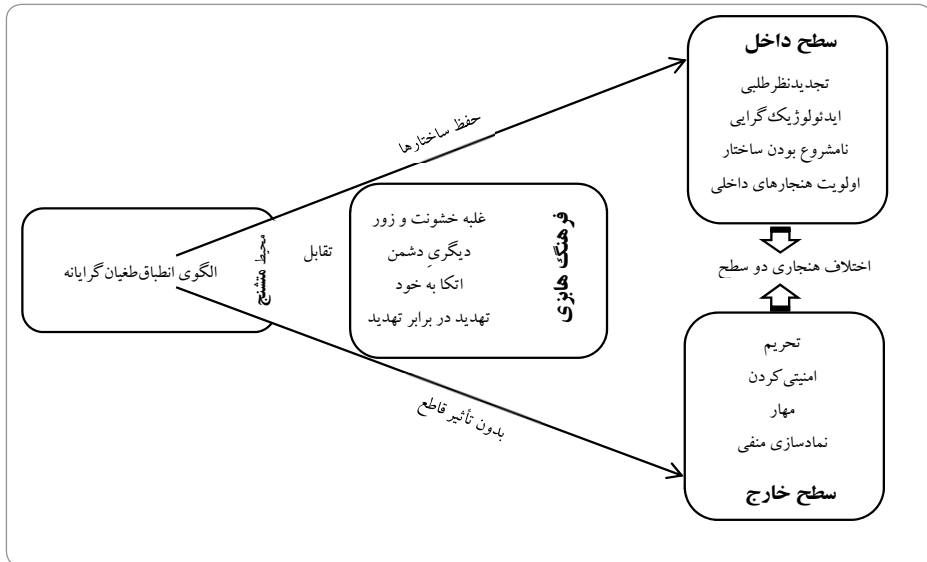 سطح داخل
تجدیدنظرطلبی
ایدئولوژیک‌گرایی
نامشروع بودن ساختار
اولویت هنجارهای داخلی
حفظ ساختارها
فرهنگ هابزی
غلبه خشونت و زور
دیگریِ دشمن
اتکا به خود
تهدید در برابر تهدید
تقابل
محیط متشنج
الگوی انطباق‌طغیان‌گرایانه
اختلاف هنجاری دو سطح
بدون تأثیر قاطع
تحریم
امنیتی‌کردن
مهار
نمادسازی منفی
سطح خارج